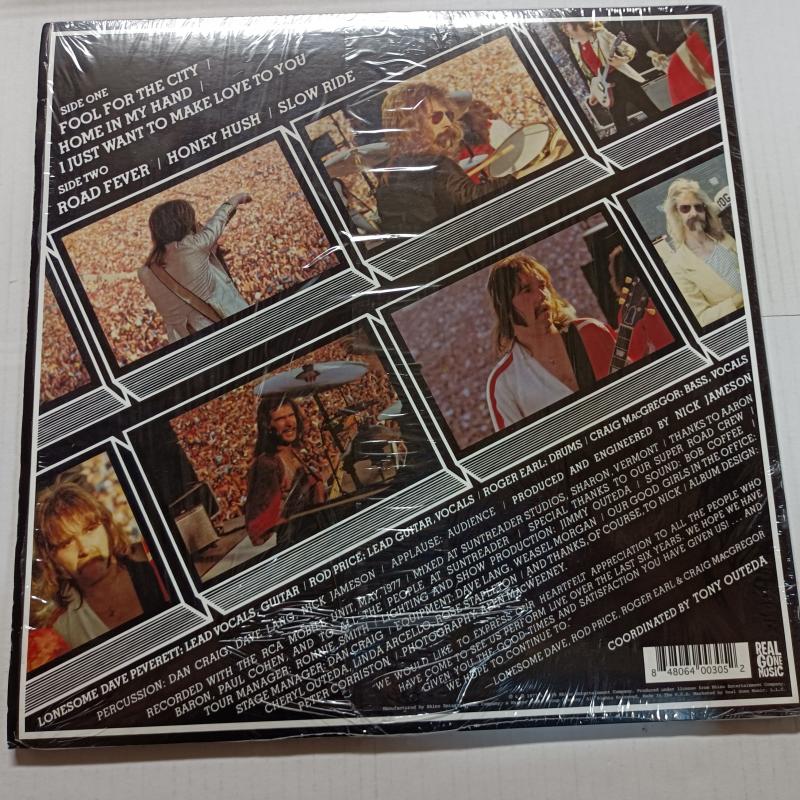 SIDE ONE
FOOL FOR THE CITY |
HOME IN MY HAND |
I JUST WANT TO MAKE LOVE TO YOU
SIDE TWO
ROAD FEVER | HONEY HUSH | SLOW RIDE
LONESOME DAVE PEVERETT: LEAD VOCALS, GUITAR | ROD PRICE: LEAD GUITAR, VOCALS | ROGER EARL: DRUMS | CRAIG MACGREGOR: BASS, VOCALS
PERCUSSION: DAN CRAIG, DAVE LANG, NICK JAMESON | APPLAUSE: AUDIENCE | PRODUCED AND ENGINEERED BY NICK JAMESON
RECORDED WITH THE RCA MOBILE UNIT, MAY, 1977 | MIXED AT SUNTREADER STUDIOS, SHARON, VERMONT | THANKS TO AARON
BARON, PAUL COHEN, AND TO ALL THE PEOPLE AT SUNTREADER | SPECIAL THANKS TO OUR SUPER ROAD CREW |
TOUR MANAGER: RONNIE SMITH | LIGHTING AND SHOW PRODUCTION: JIMMY OUTEDA | SOUND: BOB COFFEE |
STAGE MANAGER: DAN CRAIG | EQUIPMENT: DAVE LANG, WEASEL MORGAN | OUR GOOD GIRLS IN THE OFFICE:
CHERYL OUTEDA, LINDA ARCELLO, STAPLETON | AND THANKS, OF COURSE, TO NICK | ALBUM DESIGN:
PETER CORRISTON | PHOTOGRAPHY: MACWEENEY.
WE WOULD LIKE TO EXPRESS OUR HEARTFELT APPRECIATION TO ALL THE PEOPLE WHO
HAVE COME TO SEE US PERFORM LIVE OVER THE LAST SIX YEARS. WE HOPE WE HAVE
GIVEN YOU THE GOOD TIMES AND SATISFACTION YOU HAVE GIVEN US! ... AND
WE HOPE TO CONTINUE TO-
LONESOME DAVE, ROD PRICE, ROGER EARL & CRAIG MACGREGOR
COORDINATED BY TONY OUTEDA
8 48064 00305 2
REAL
GONE
MUSIC